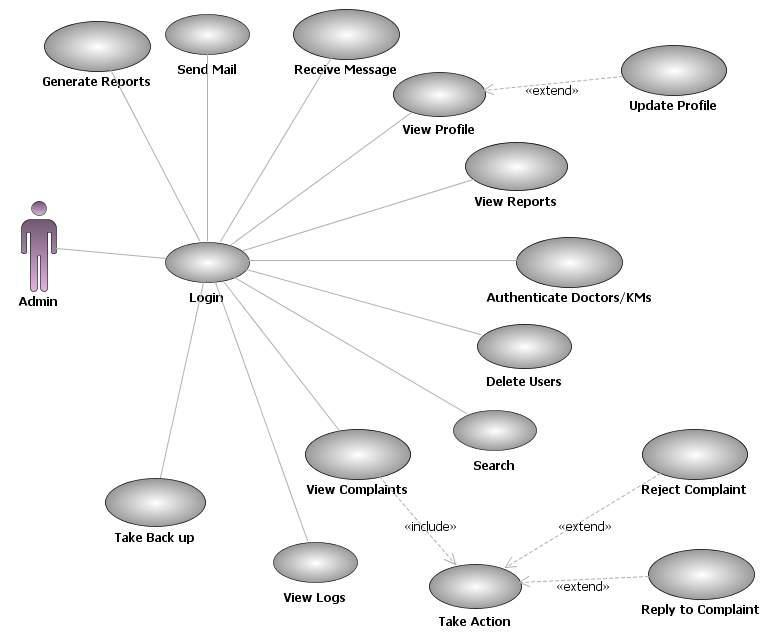 Generate Reports
Send Mail
Receive Message
View Profile
«extend»
Update Profile
View Reports
Admin
Login
Authenticate Doctors/KMs
Delete Users
Search
View Complaints
Reject Complaint
Take Back up
«include»
«extend»
View Logs
«extend»
Take Action
Reply to Complaint